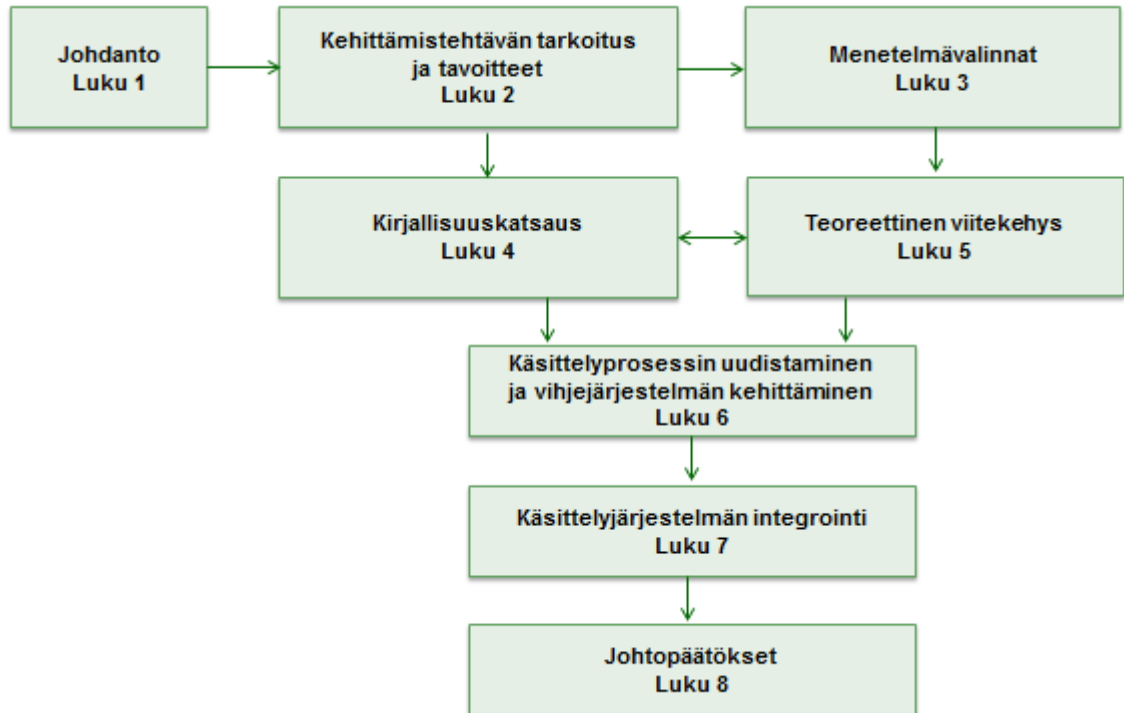 Johdanto
Luku 1
Kehittämistehtävän tarkoitus
ja tavoitteet
Luku 2
Menetelmävalinnat
Luku 3
Kirjallisuuskatsaus
Luku 4
Teoreettinen viitekehys
Luku 5
Käsittelyprosessin uudistaminen
ja vihjejärjestelmän kehittäminen
Luku 6
Käsittelyjärjestelmän integrointi
Luku 7
Johtopäätökset
Luku 8